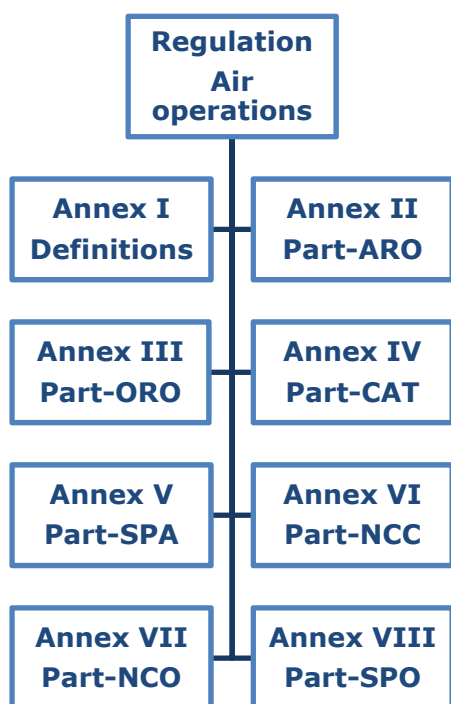 Regulation
Air
operations
Annex I
Definitions
Annex II
Part-ARO
Annex III
Part-ORO
Annex IV
Part-CAT
Annex V
Part-SPA
Annex VI
Part-NCC
Annex VII
Part-NCO
Annex VIII
Part-SPO